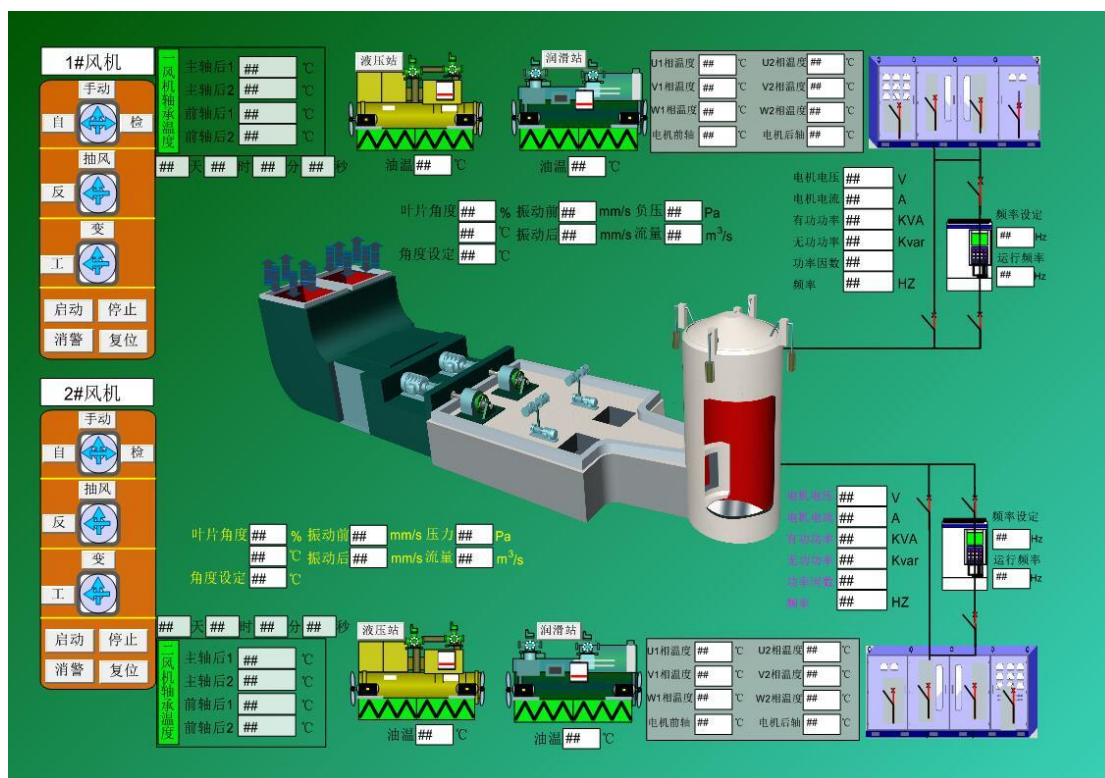 1#风机
手动
自 检
抽风
反
变
工
启动 停止
消警 复位
一风机轴承温度
主轴后1 ## ℃
主轴后2 ## ℃
前轴后1 ## ℃
前轴后2 ## ℃
## 天 ## 时 ## 分 ## 秒
液压站
油温 ## ℃
润滑站
油温 ## ℃
U1相温度 ## ℃ U2相温度 ## ℃
V1相温度 ## ℃ V2相温度 ## ℃
W1相温度 ## ℃ W2相温度 ## ℃
电机前轴 ## ℃ 电机后轴 ## ℃
叶片角度 ## % 振动前 ## mm/s 负压 ## Pa
## ℃ 振动后 ## mm/s 流量 ## m³/s
角度设定 ## ℃
电机电压 ## V
电机电流 ## A
有功功率 ## KVA
无功功率 ## Kvar
功率因数 ##
频率 ## HZ
频率设定
## Hz
运行频率
## Hz
2#风机
手动
自 检
抽风
反
变
工
启动 停止
消警 复位
叶片角度 ## % 振动前 ## mm/s 压力 ## Pa
## ℃ 振动后 ## mm/s 流量 ## m³/s
角度设定 ## ℃
电机电压 ## V
电机电流 ## A
有功功率 ## KVA
无功功率 ## Kvar
功率因数 ##
频率 ## HZ
频率设定
## Hz
运行频率
## Hz
## 天 ## 时 ## 分 ## 秒
二风机轴承温度
主轴后1 ## ℃
主轴后2 ## ℃
前轴后1 ## ℃
前轴后2 ## ℃
液压站
油温 ## ℃
润滑站
油温 ## ℃
U1相温度 ## ℃ U2相温度 ## ℃
V1相温度 ## ℃ V2相温度 ## ℃
W1相温度 ## ℃ W2相温度 ## ℃
电机前轴 ## ℃ 电机后轴 ## ℃